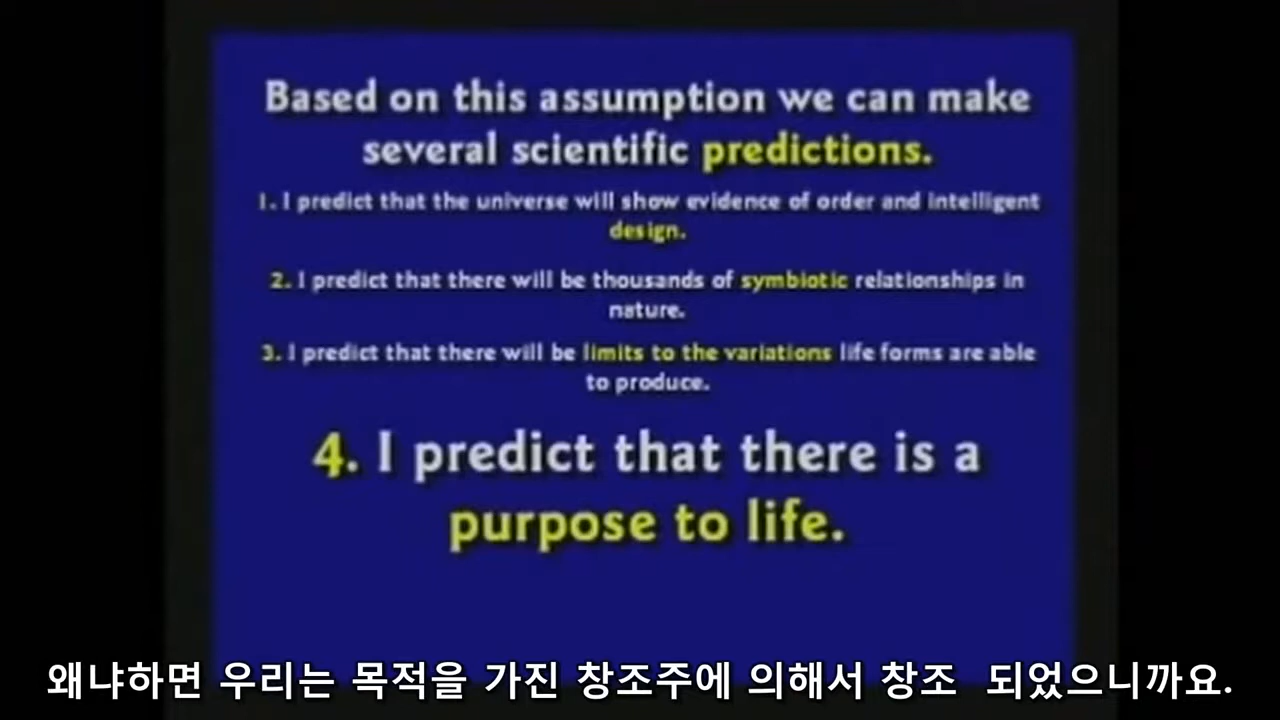 Based on this assumption we can make
several scientific predictions.
1. I predict that the universe will show evidence of order and intelligent
design.
2. I predict that there will be thousands of symbiotic relationships in
nature.
3. I predict that there will be limits to the variations life forms are able
to produce.
4. I predict that there is a
purpose to life.
왜냐하면 우리는 목적을 가진 창조주에 의해서 창조 되었으니까요.